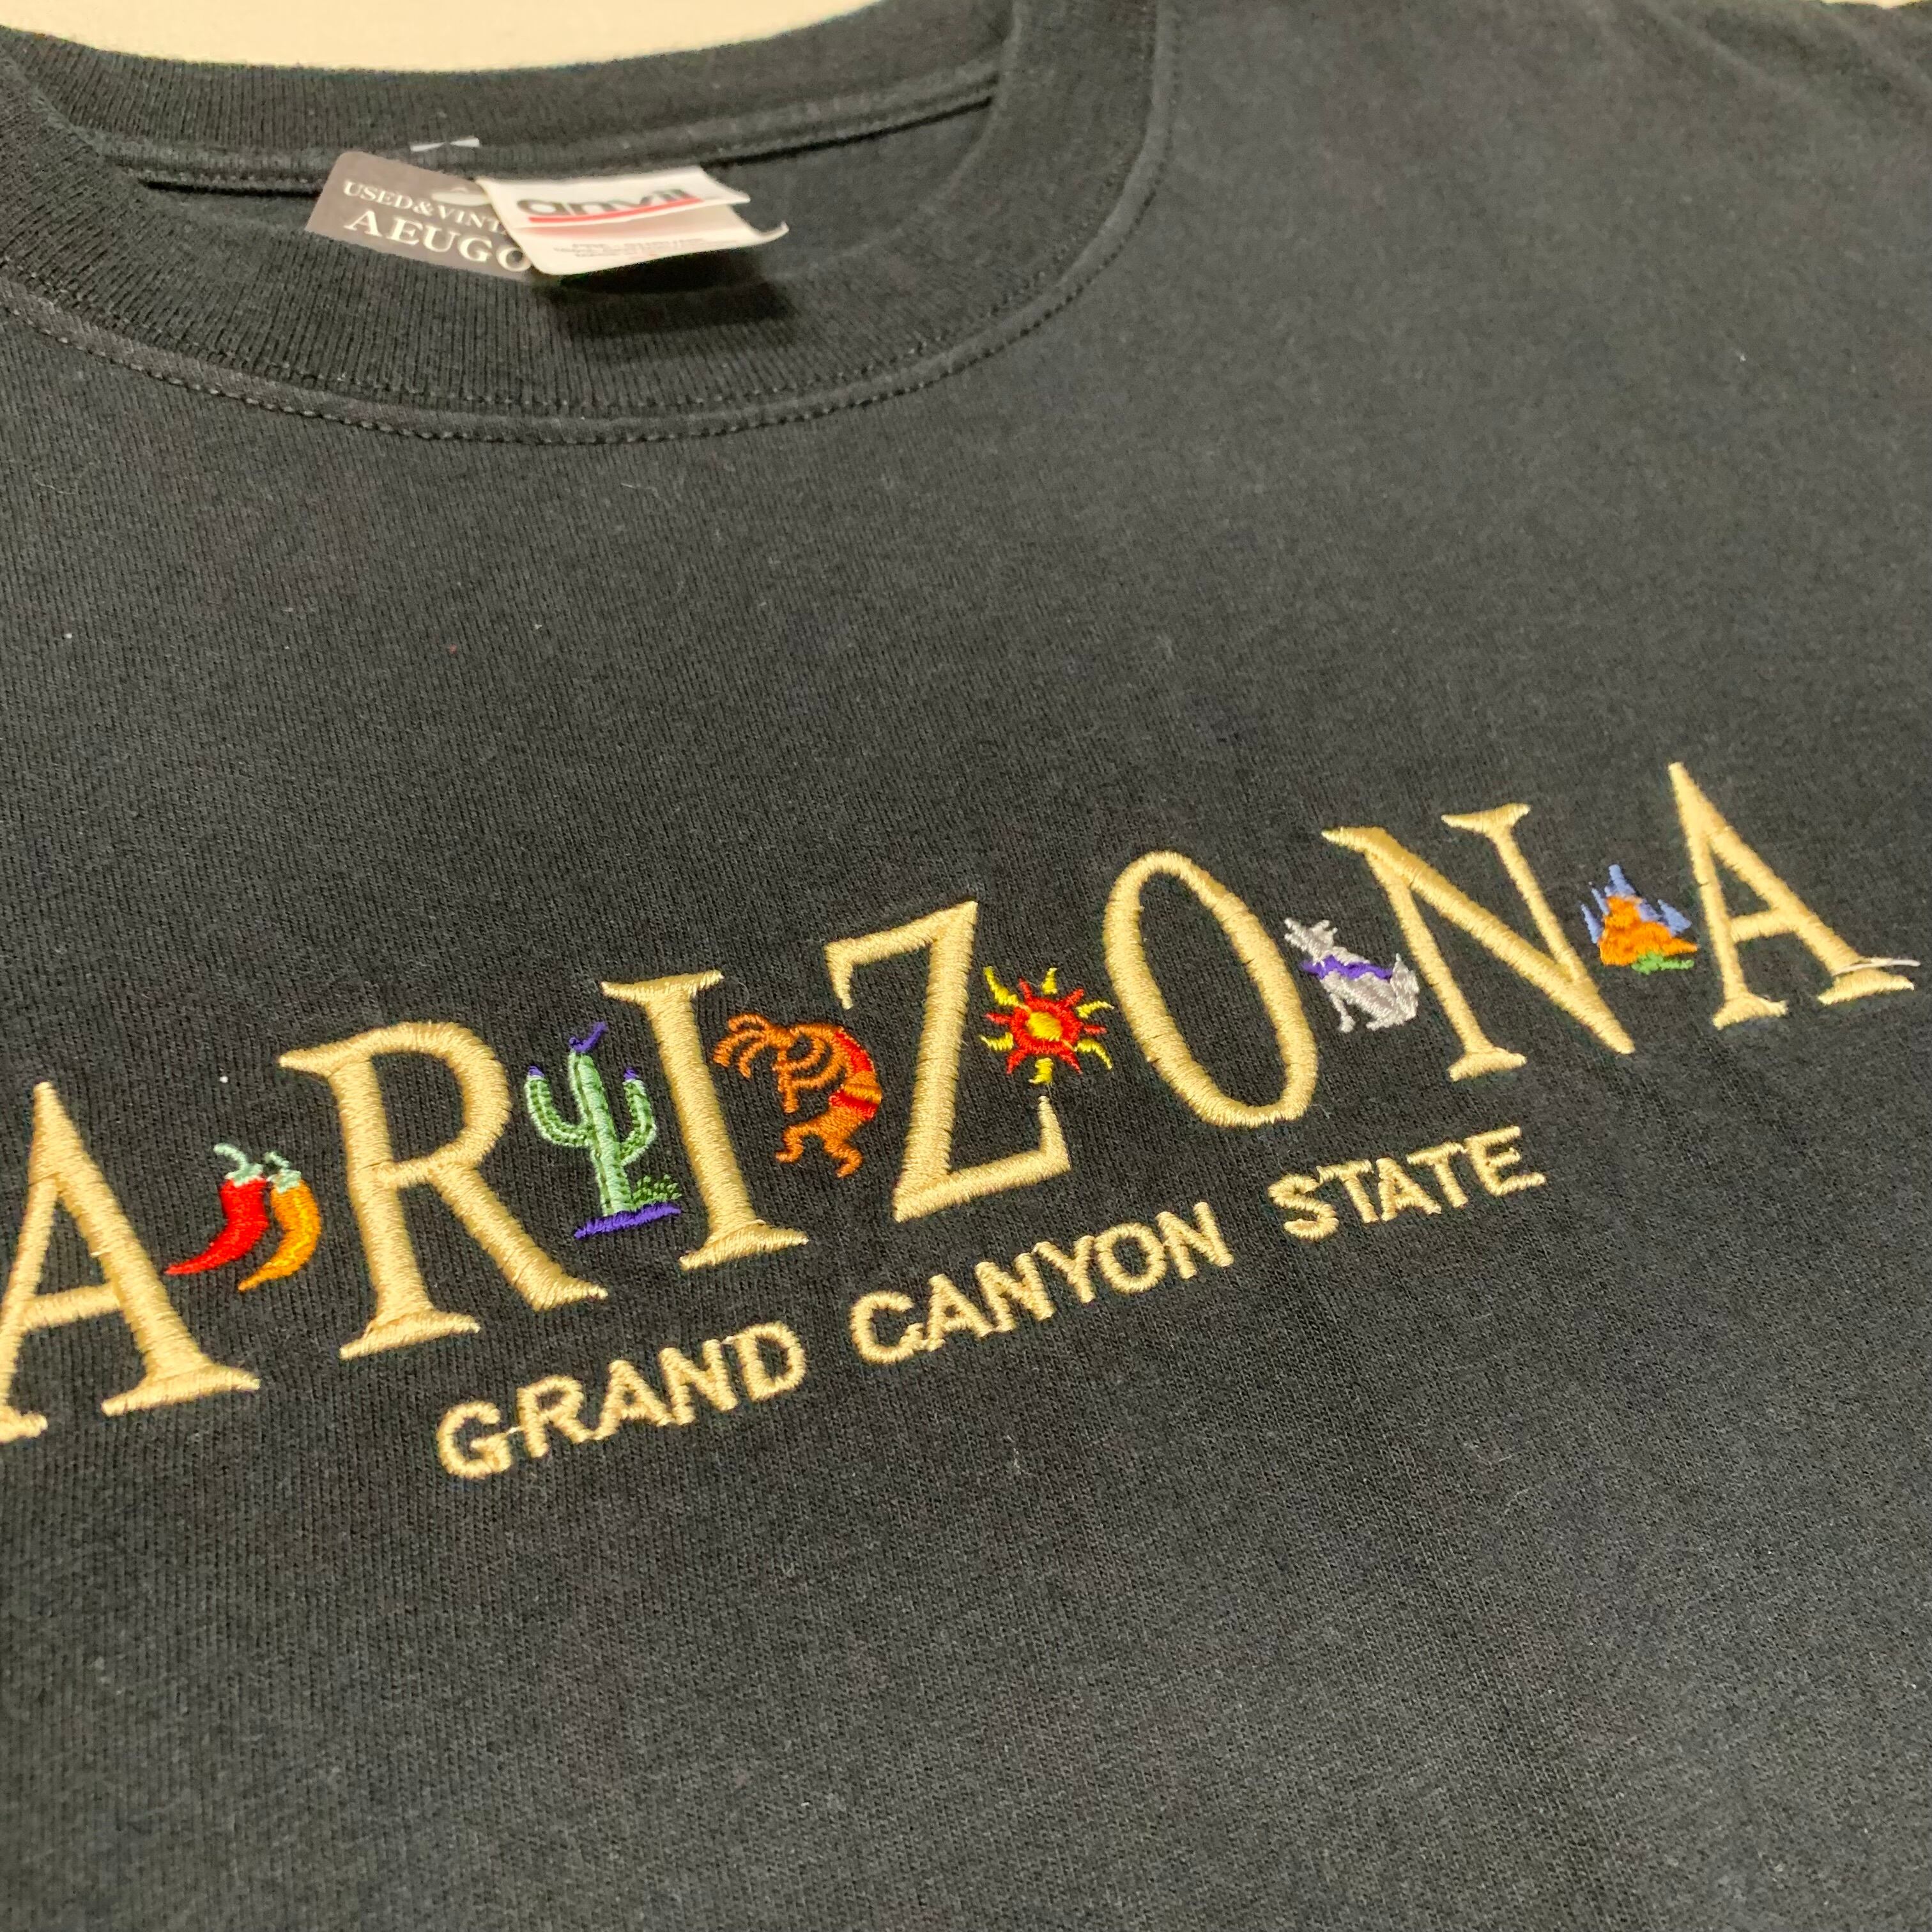 USED&VINT
AEUGO
anvil
ARIZONA
GRAND CANYON STATE